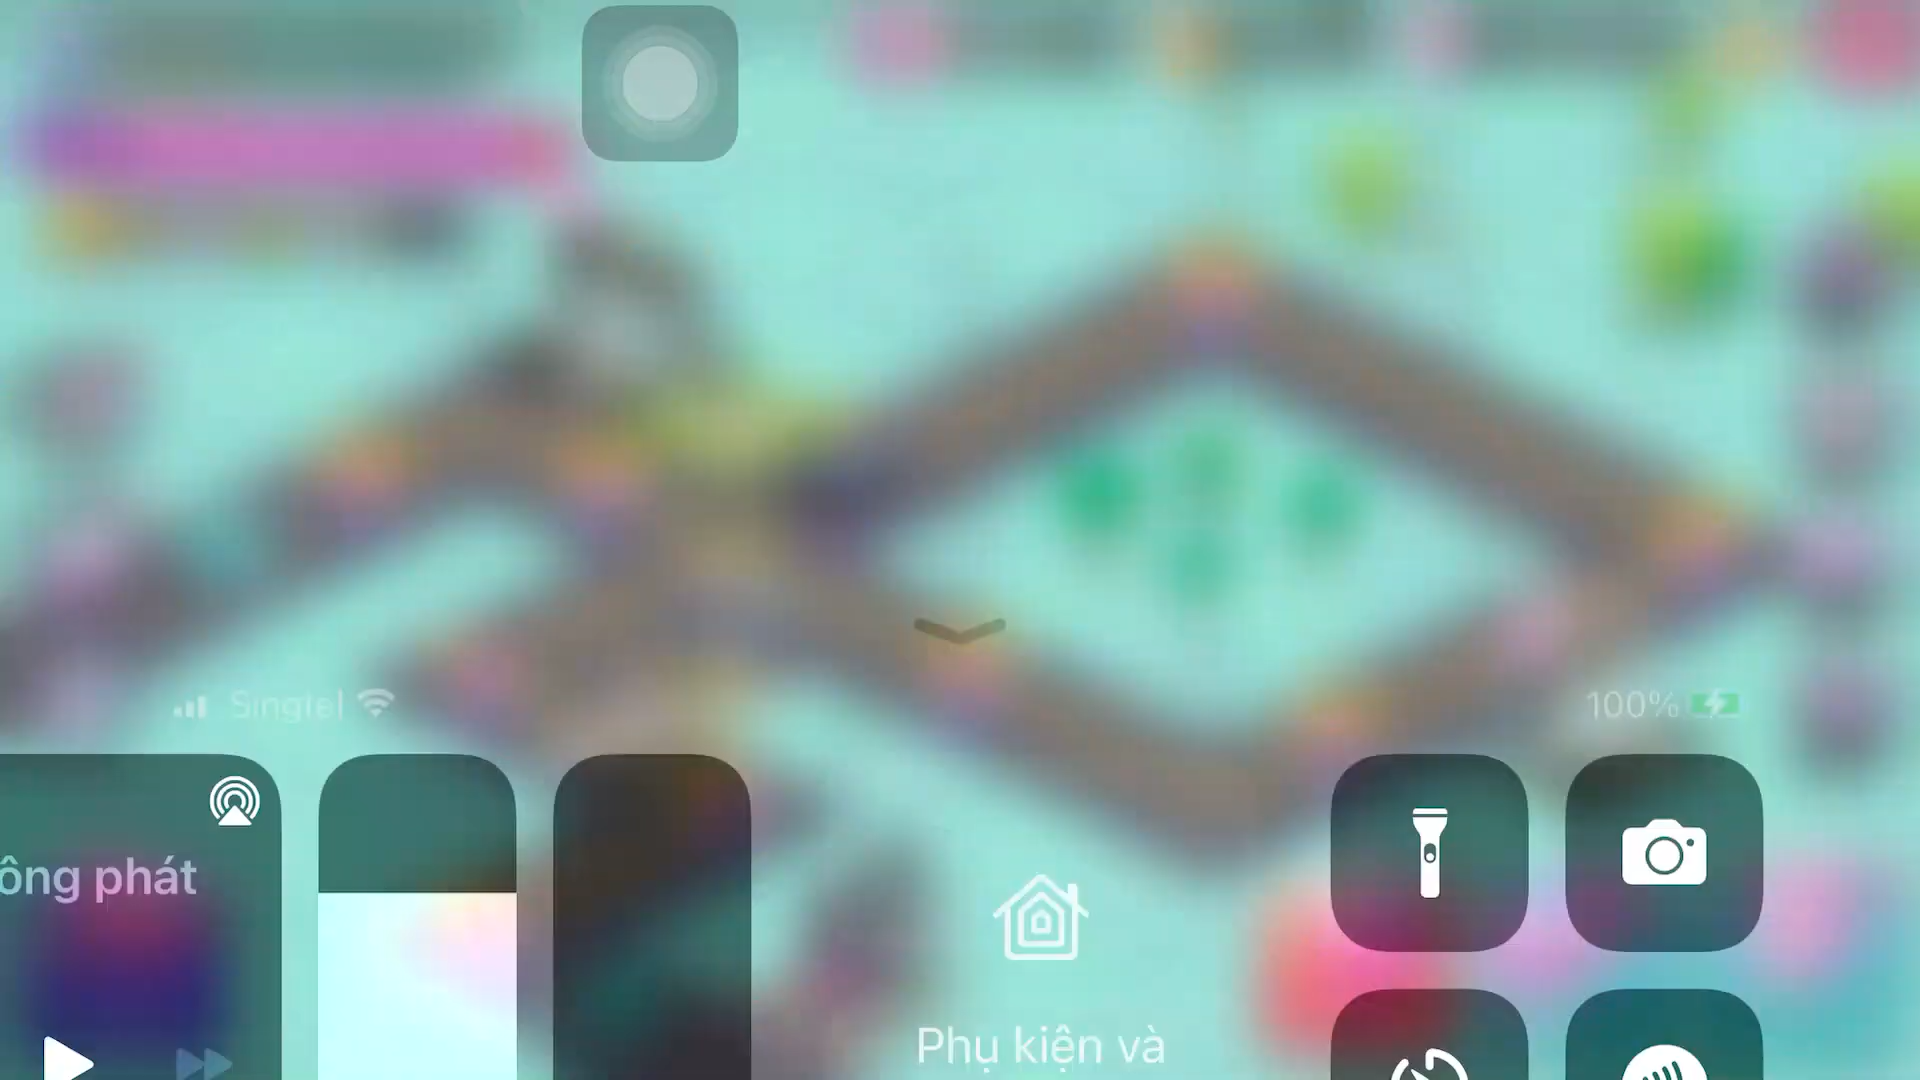 Singtel
100%
ông phát
Phụ kiện và